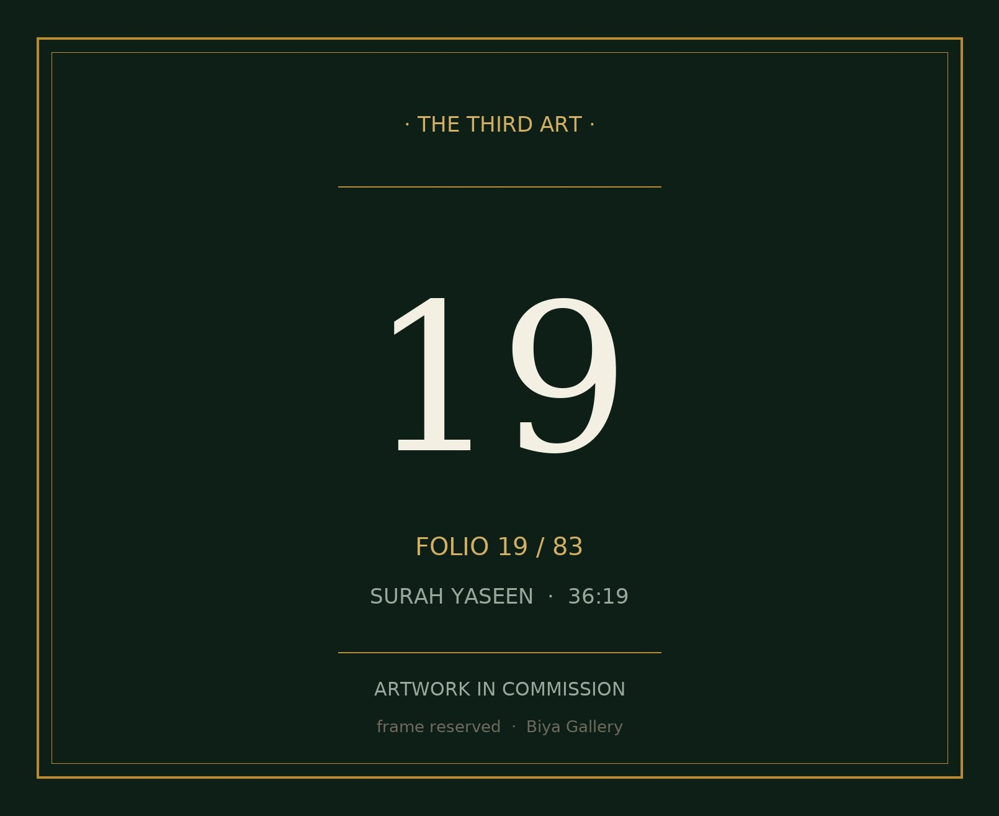 · THE THIRD ART ·
19
FOLIO 19 / 83
SURAH YASEEN · 36:19
ARTWORK IN COMMISSION
frame reserved · Biya Gallery